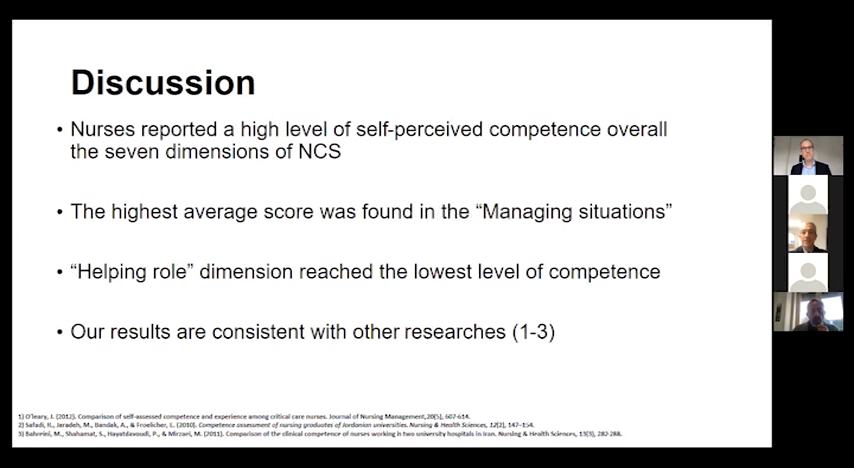 Discussion
• Nurses reported a high level of self-perceived competence overall
the seven dimensions of NCS
• The highest average score was found in the “Managing situations”
• “Helping role” dimension reached the lowest level of competence
• Our results are consistent with other researches (1-3)
1) O'leary, J. (2012). Comparison of self-assessed competence and experience among critical care nurses. Journal of Nursing Management,20(5), 607-614.
2) Safadi, R., Jaradeh, M., Bandak, A., & Froelicher, E. (2010). Competence assessment of nursing graduates of Jordanian universities. Nursing & Health Sciences, 12(2), 147–154.
3) Bahreini, M., Shahamat, S., Hayatdavoudi, P., & Mirzaei, M. (2011). Comparison of the clinical competence of nurses working in two university hospitals in Iran. Nursing & Health Sciences, 13(3), 282-288.